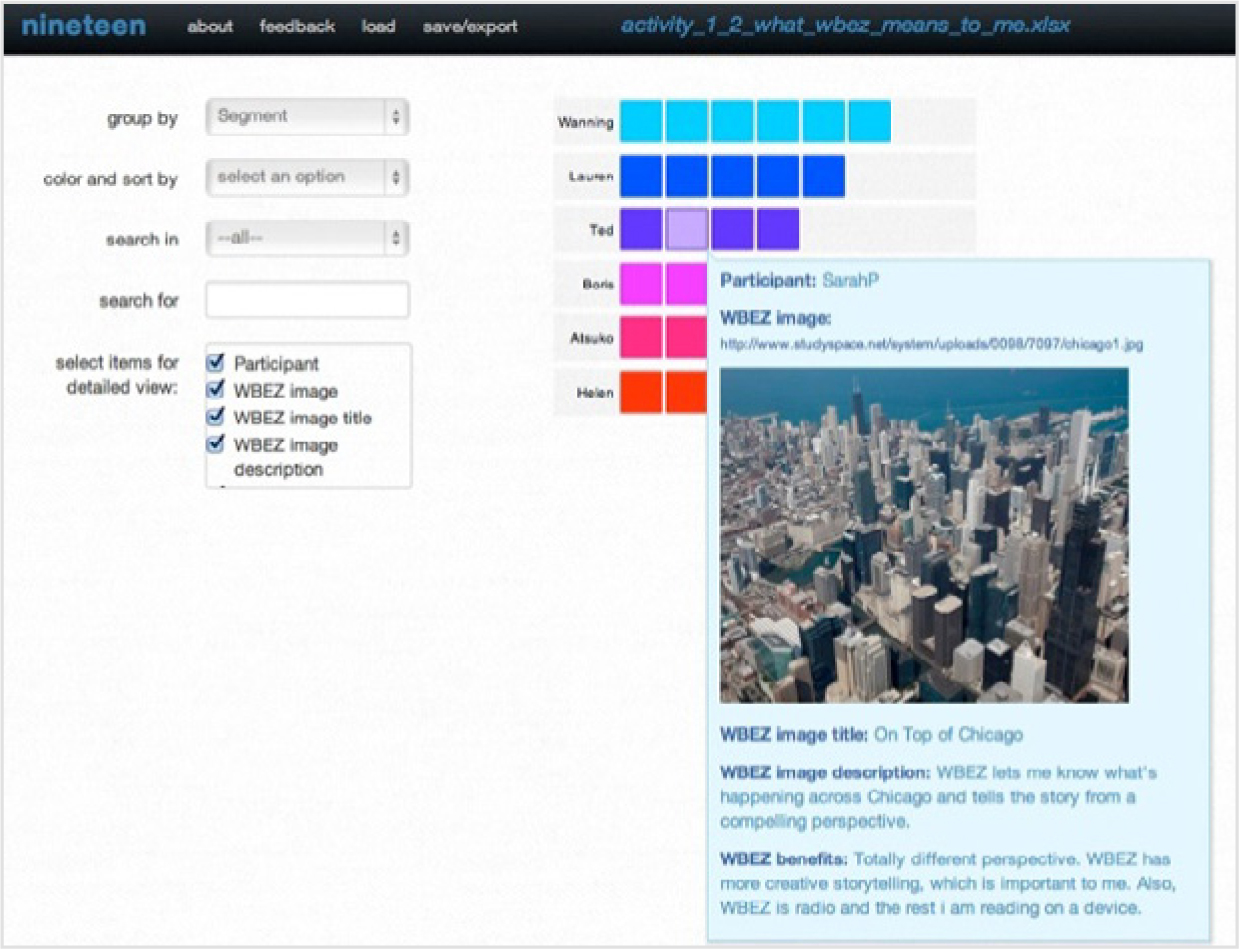 nineteen about feedback load save/export activity_1_2_what_wbez_means_to_me.xlsx
group by Segment
color and sort by select an option
search in --all--
search for
select items for
detailed view:
Participant
WBEZ image
WBEZ image title
WBEZ image
description
Wanning
Lauren
Ted
Boris
Atsuko
Helen
Participant: SarahP
WBEZ image:
http://www.studyspace.net/system/uploads/0098/7097/chicago1.jpg
WBEZ image title: On Top of Chicago
WBEZ image description: WBEZ lets me know what's
happening across Chicago and tells the story from a
compelling perspective.
WBEZ benefits: Totally different perspective. WBEZ has
more creative storytelling, which is important to me. Also,
WBEZ is radio and the rest i am reading on a device.